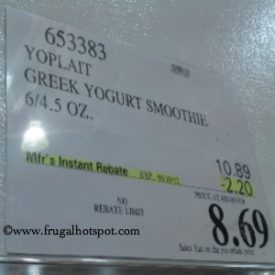 653383
YOPLAIT
GREEK YOGURT SMOOTHIE
6/4.5 OZ.
Mfr's Instant Rebate
10.89
-2.20
NO
REBATE LIMIT
8.69
www.frugalhotspot.com